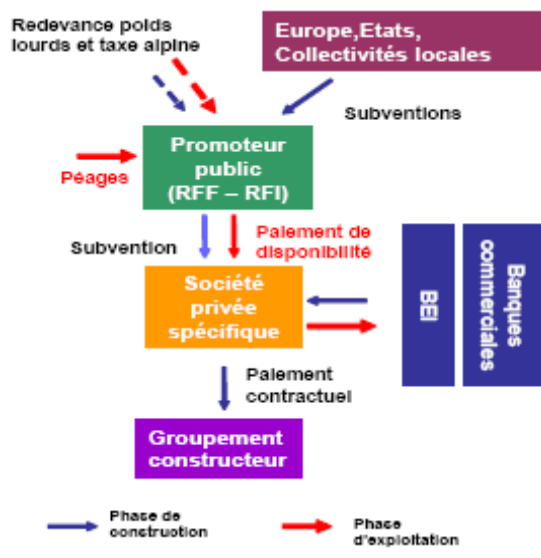 Redevance poids
lourds et taxe alpine
Europe,Etats,
Collectivités locales
Subventions
Promoteur
public
(RFF – RFI)
Péages
Subvention
Paiement de
disponibilité
Société
privée
spécifique
BEI
Banques
commerciales
Paiement
contractuel
Groupement
constructeur
Phase de
construction
Phase
d'exploitation